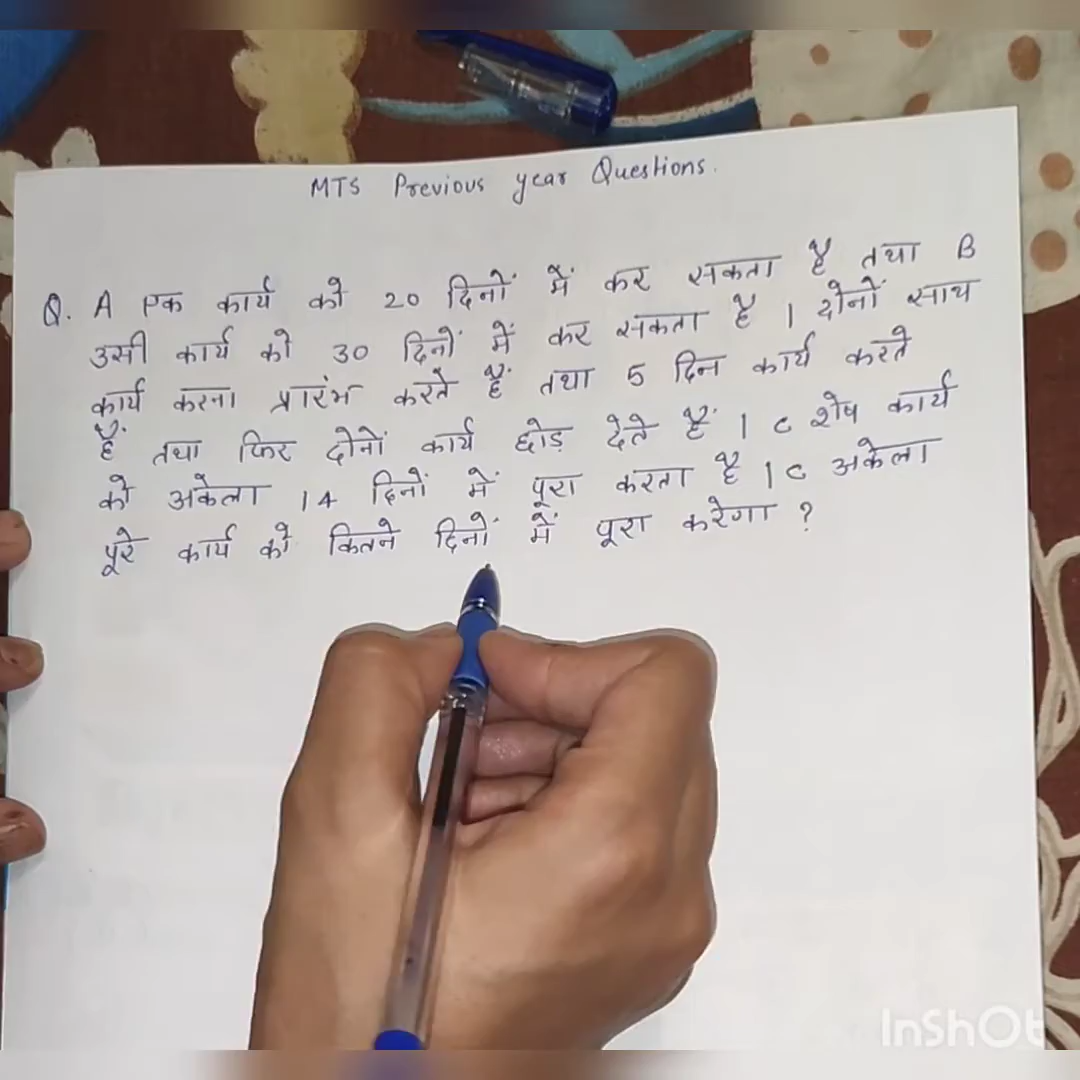 MTS Previous year Questions.
Q. A एक कार्य को 20 दिनों में कर सकता है तथा B
उसी कार्य को 30 दिनों में कर सकता है । दोनों साथ
कार्य करना प्रारंभ करते हैं तथा 5 दिन कार्य करते
हैं तथा फिर दोनों कार्य छोड़ देते हैं । C शेष कार्य
को अकेला 14 दिनों में पूरा करता है । C अकेला
पूरे कार्य को कितने दिनों में पूरा करेगा ?
InShOt